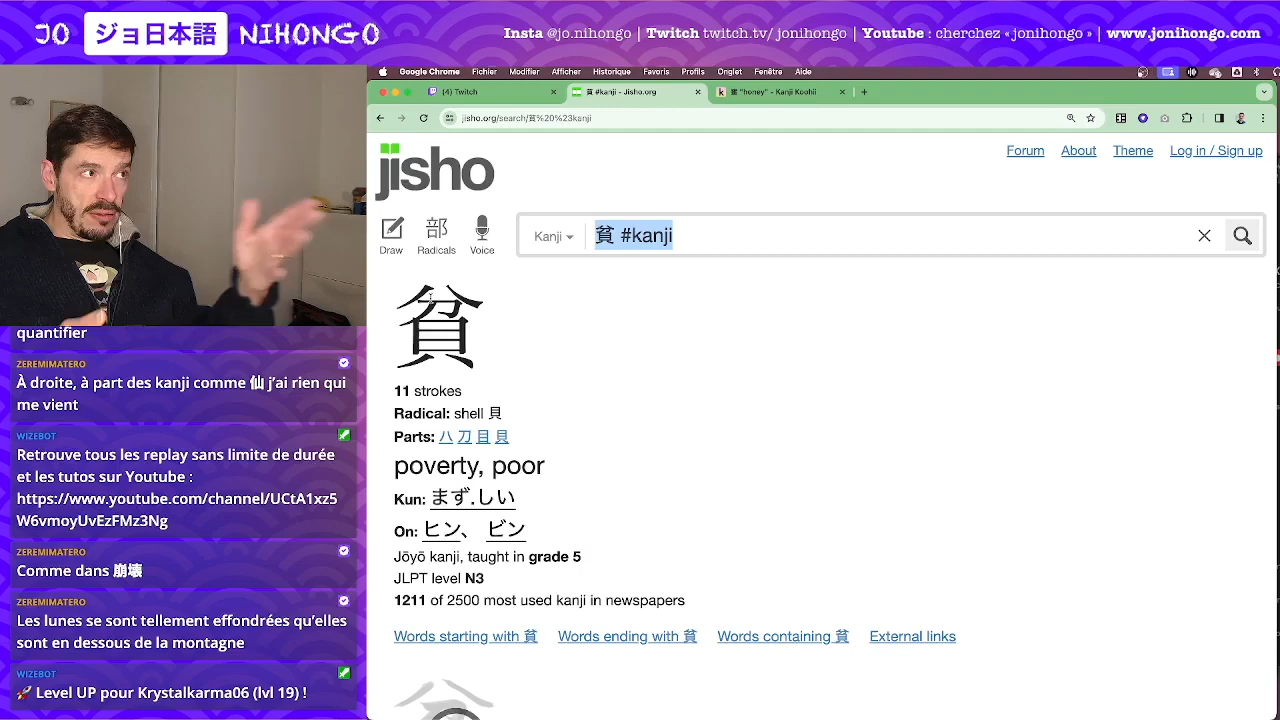 JO ジョ日本語 NIHONGO
Insta @jo.nihongo | Twitch twitch.tv/ jonihongo | Youtube : cherchez « jonihongo » | www.jonihongo.com
Google Chrome Fichier Modifier Afficher Historique Favoris Profils Onglet Fenêtre Aide
(4) Twitch
貧 #kanji - Jisho.org
蜜 "honey" - Kanji Koohii
jisho.org/search/貧%20%23kanji
jisho
Forum About Theme Log in / Sign up
Draw Radicals Voice
Kanji 貧 #kanji
貧
11 strokes
Radical: shell 貝
Parts: ハ 刀 目 貝
poverty, poor
Kun: まず.しい
On: ヒン、 ビン
Jōyō kanji, taught in grade 5
JLPT level N3
1211 of 2500 most used kanji in newspapers
Words starting with 貧 Words ending with 貧 Words containing 貧 External links
quantifier
ZEREMIMATERO
À droite, à part des kanji comme 仙 j'ai rien qui
me vient
WIZEBOT
Retrouve tous les replay sans limite de durée
et les tutos sur Youtube :
https://www.youtube.com/channel/UCtA1xz5
W6vmoyUvEzFMz3Ng
ZEREMIMATERO
Comme dans 崩壊
ZEREMIMATERO
Les lunes se sont tellement effondrées qu'elles
sont en dessous de la montagne
WIZEBOT
🚀 Level UP pour Krystalkarma06 (lvl 19) !